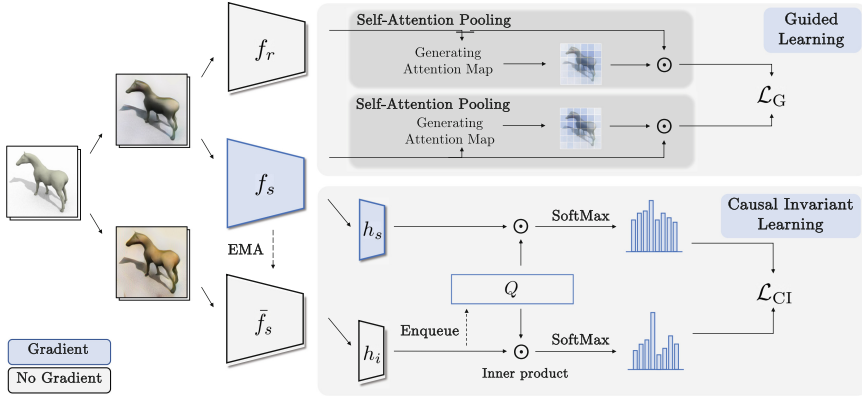 Self-Attention Pooling
Generating
Attention Map
Guided
Learning
f_r
ℒ_G
Self-Attention Pooling
Generating
Attention Map
f_s
EMA
f̄_s
h_s
SoftMax
Causal Invariant
Learning
Q
ℒ_CI
Enqueue
h_i
SoftMax
Inner product
Gradient
No Gradient